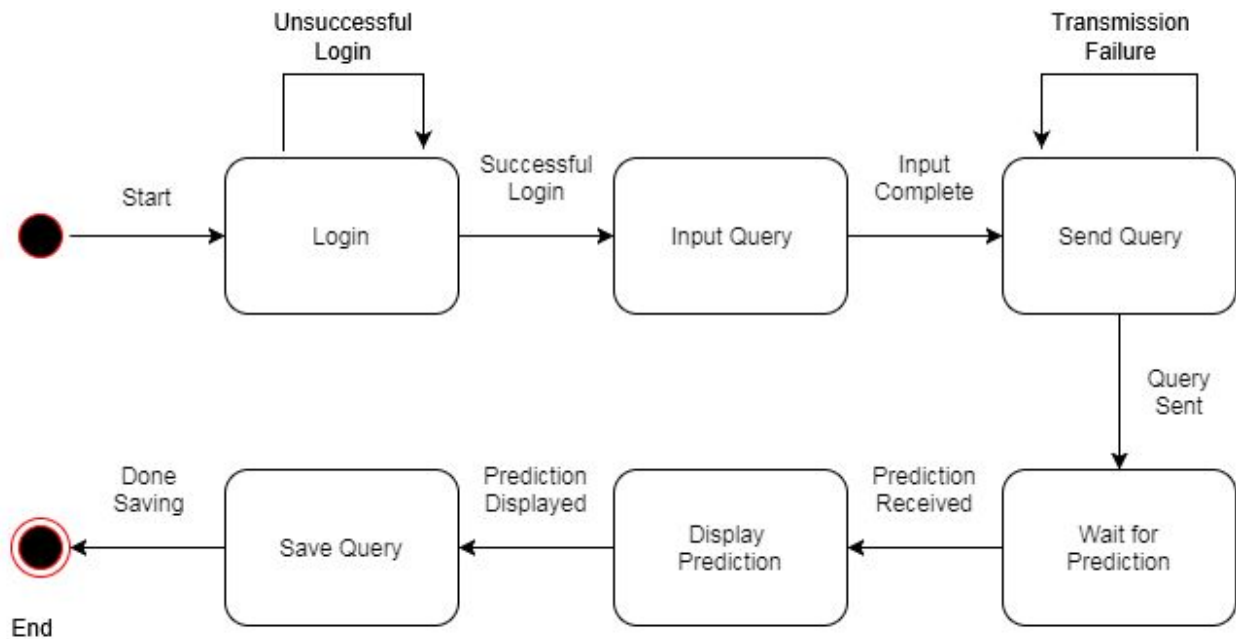 Unsuccessful
Login
Transmission
Failure
Start
Login
Successful
Login
Input Query
Input
Complete
Send Query
Query
Sent
Done
Saving
Save Query
Prediction
Displayed
Display
Prediction
Prediction
Received
Wait for
Prediction
End